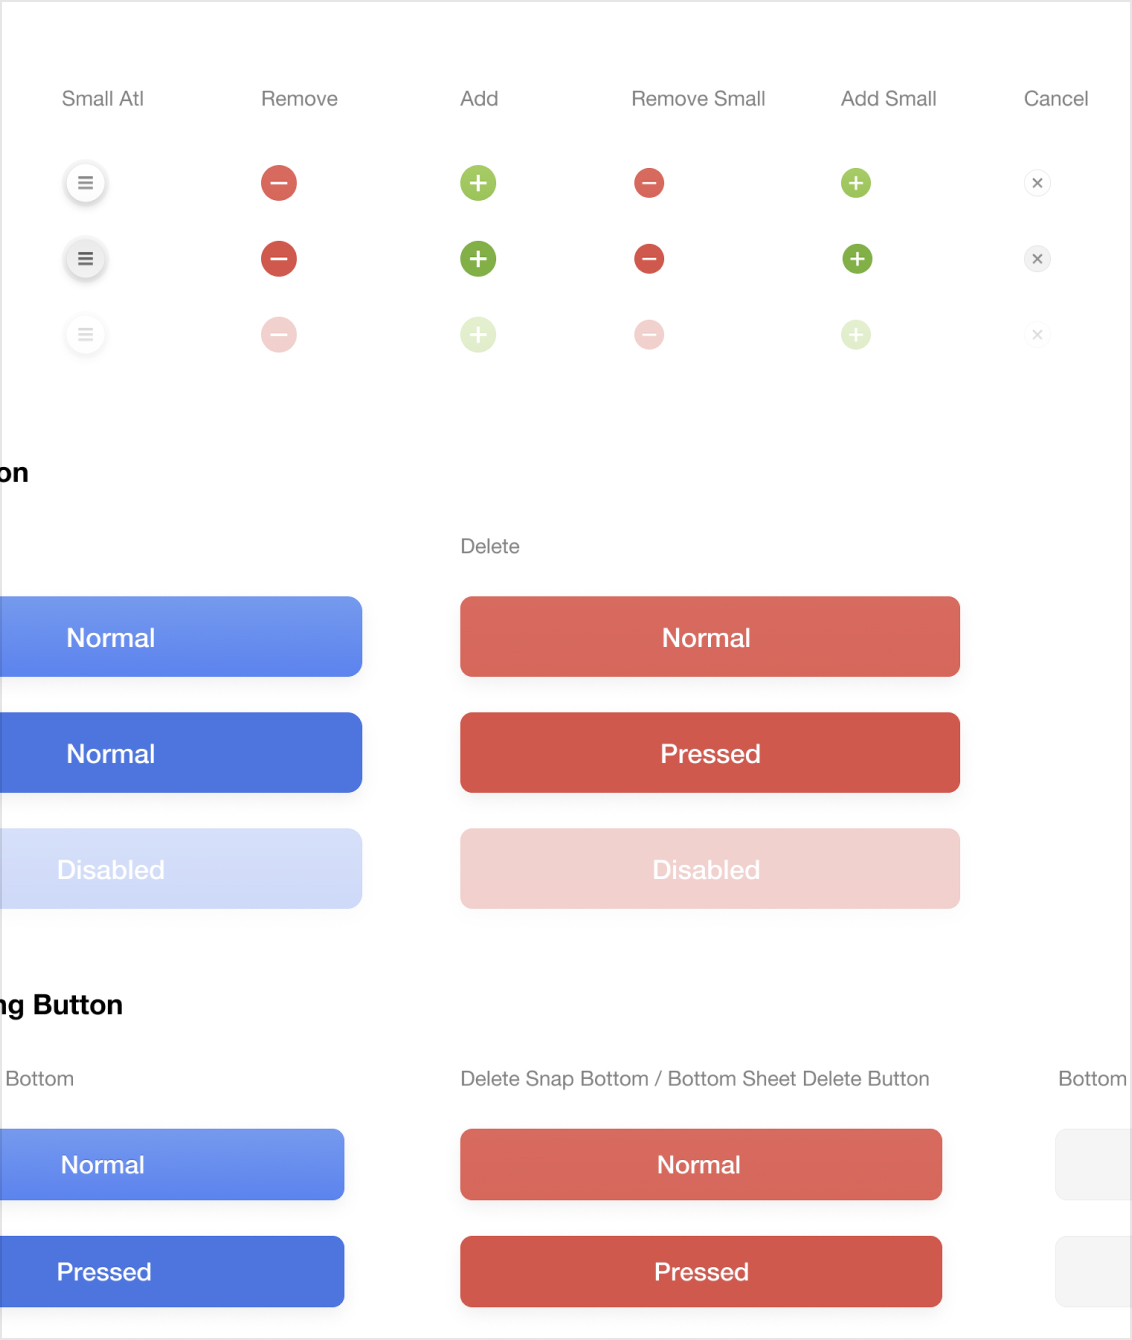 Small Atl Remove Add Remove Small Add Small Cancel
on
Delete
Normal Normal
Normal Pressed
Disabled Disabled
ng Button
Bottom Delete Snap Bottom / Bottom Sheet Delete Button Bottom
Normal Normal
Pressed Pressed